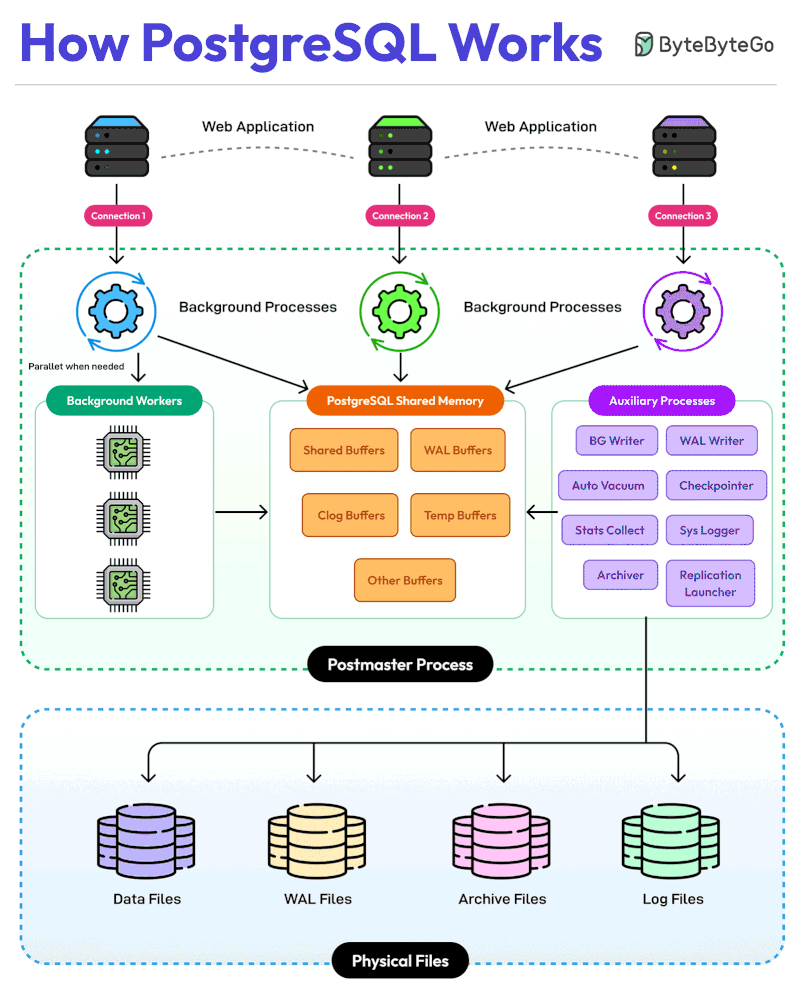 How PostgreSQL Works
ByteByteGo
Web Application
Web Application
Connection 1
Connection 2
Connection 3
Background Processes
Background Processes
Parallet when needed
Background Workers
PostgreSQL Shared Memory
Auxiliary Processes
Shared Buffers
WAL Buffers
Clog Buffers
Temp Buffers
Other Buffers
BG Writer
WAL Writer
Auto Vacuum
Checkpointer
Stats Collect
Sys Logger
Archiver
Replication
Launcher
Postmaster Process
Data Files
WAL Files
Archive Files
Log Files
Physical Files